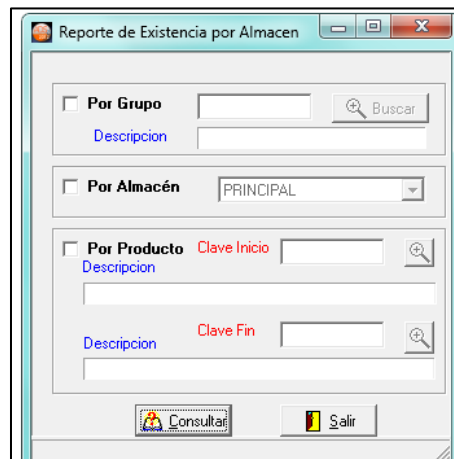 Reporte de Existencia por Almacen
Por Grupo
Buscar
Descripcion
Por Almacén
PRINCIPAL
Por Producto Clave Inicio
Descripcion
Clave Fin
Descripcion
Consultar Salir